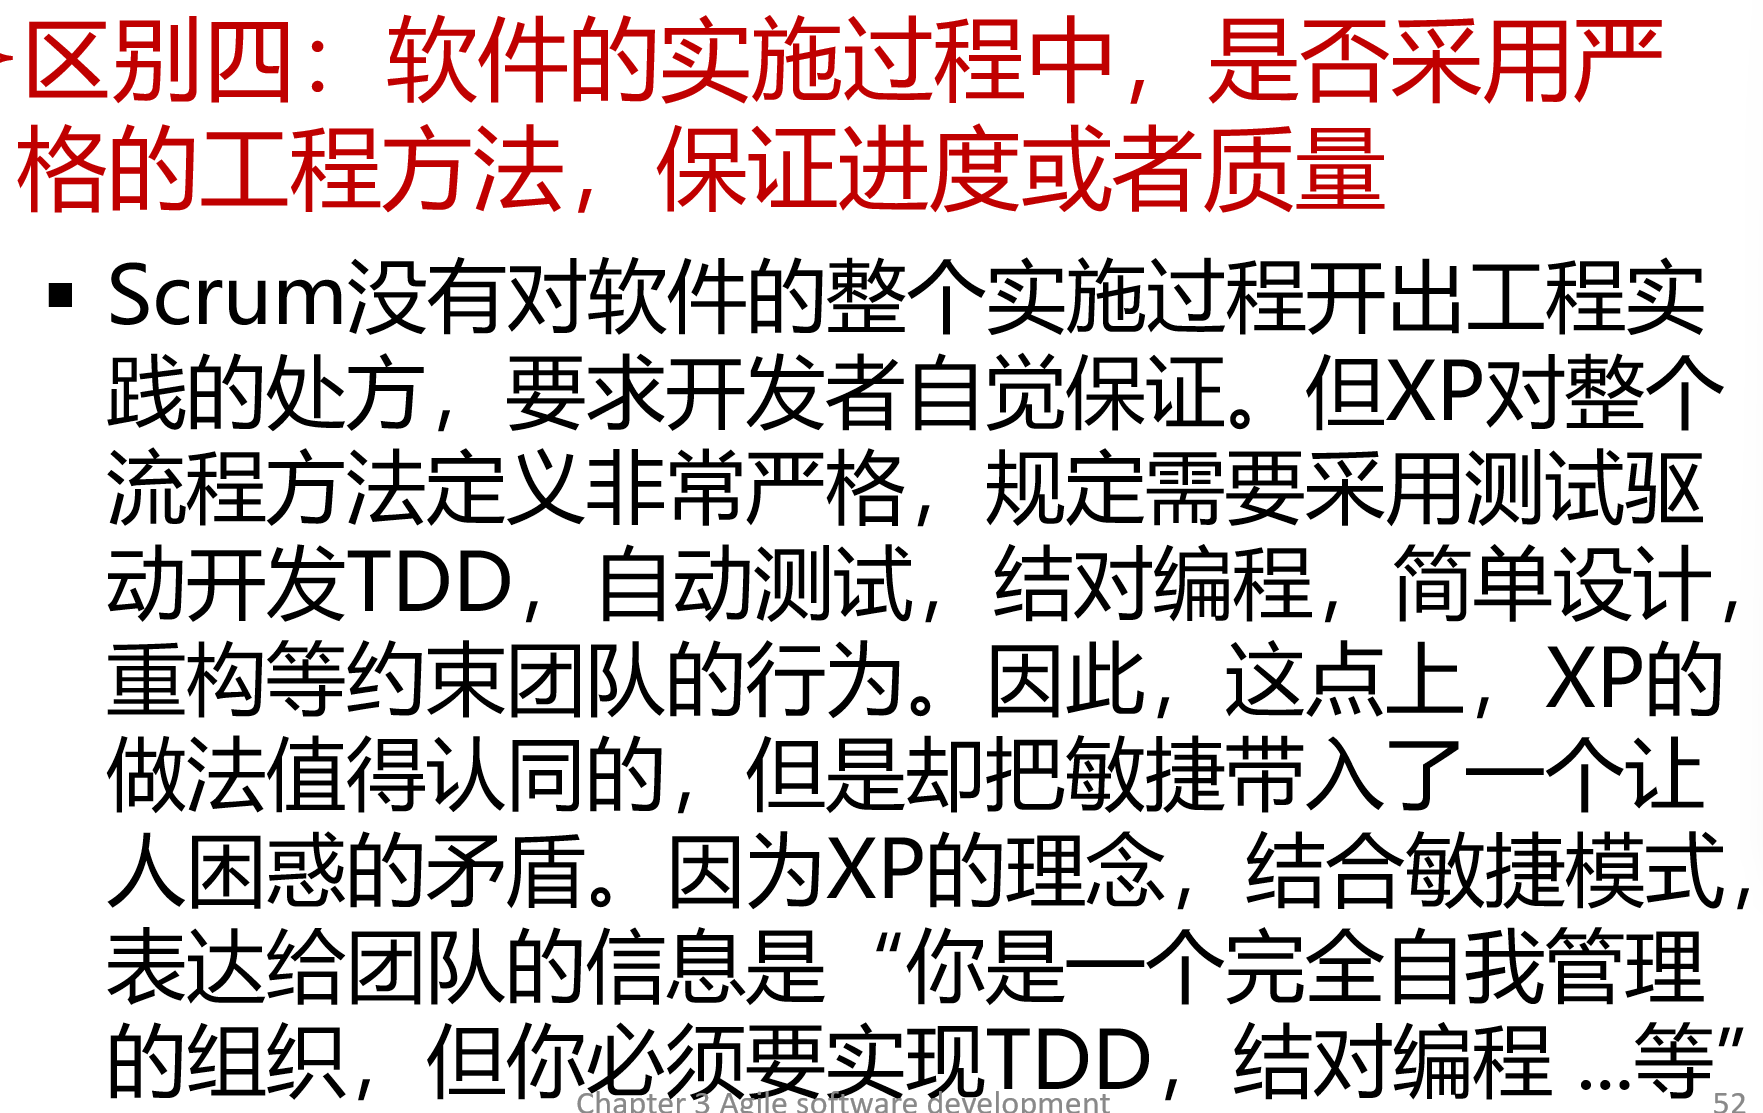 区别四：软件的实施过程中，是否采用严
格的工程方法，保证进度或者质量
▪ Scrum没有对软件的整个实施过程开出工程实
践的处方，要求开发者自觉保证。但XP对整个
流程方法定义非常严格，规定需要采用测试驱
动开发TDD，自动测试，结对编程，简单设计，
重构等约束团队的行为。因此，这点上，XP的
做法值得认同的，但是却把敏捷带入了一个让
人困惑的矛盾。因为XP的理念，结合敏捷模式，
表达给团队的信息是“你是一个完全自我管理
的组织，但你必须要实现TDD，结对编程 ...等”
Chapter 3 Agile software development
52